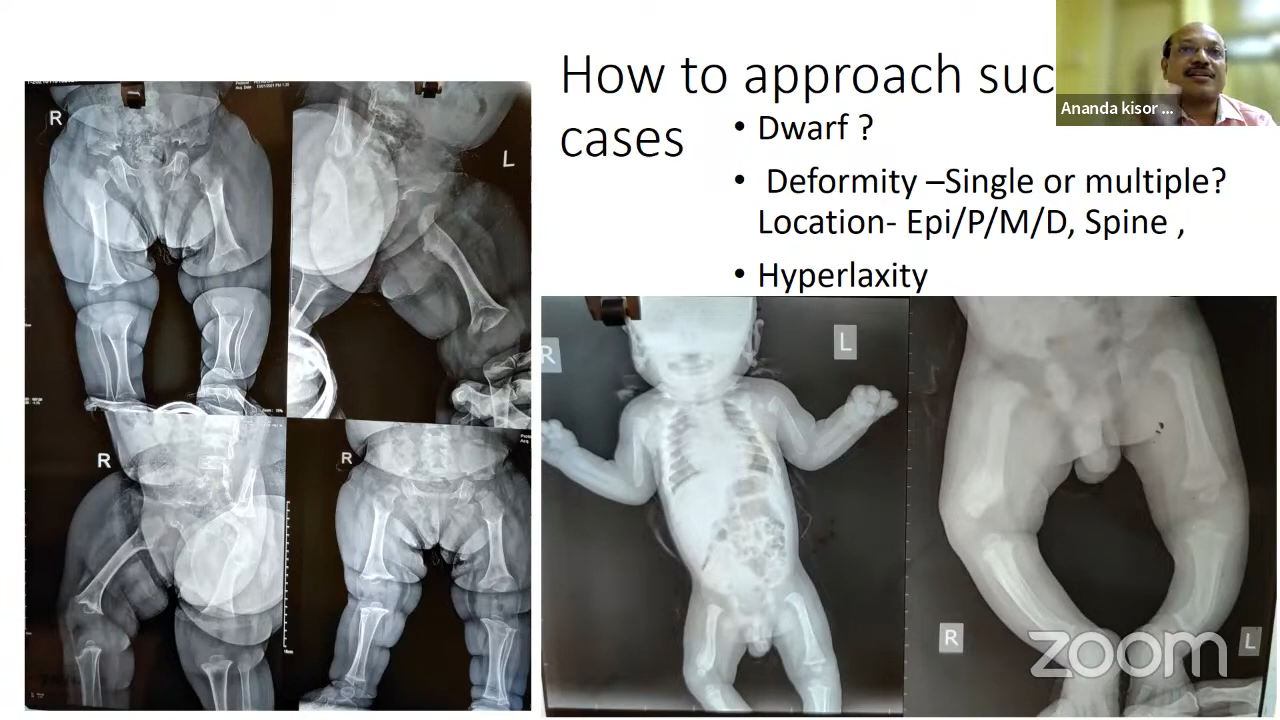 How to approach suc
cases
• Dwarf ?
• Deformity –Single or multiple?
Location- Epi/P/M/D, Spine ,
• Hyperlaxity
Ananda kisor ...
R
L
R
R
R
L
R
L
zoom